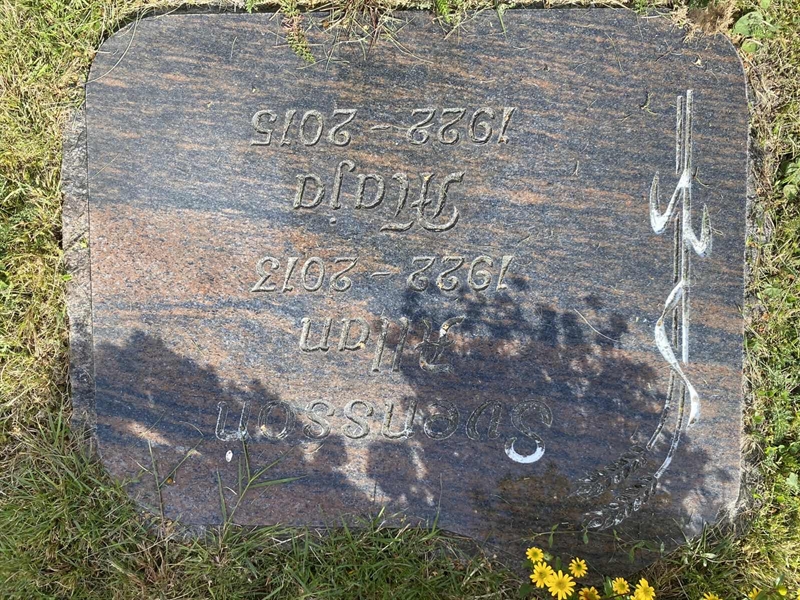 Svensson
Allan
1922 - 2013
Maja
1922 - 2015